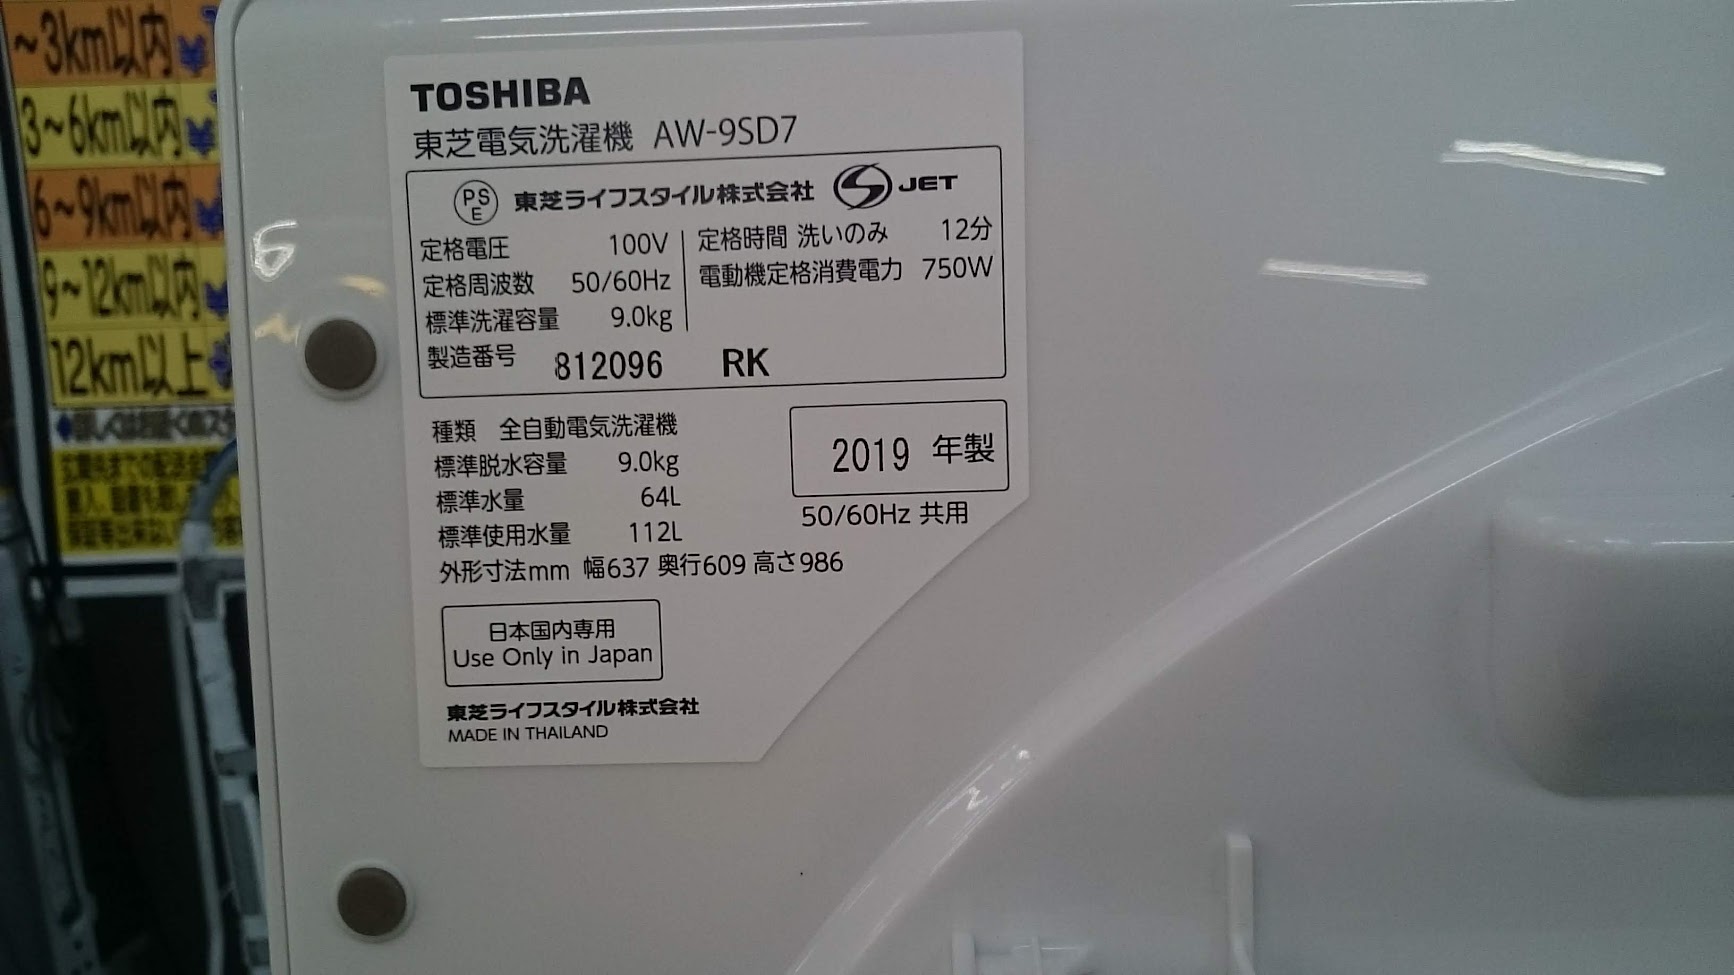 ~3km以内
3~6km以内
6~9km以内
9~12km以内
12km以上
TOSHIBA
東芝電気洗濯機 AW-9SD7
PS E 東芝ライフスタイル株式会社 S JET
定格電圧 100V
定格周波数 50/60Hz
標準洗濯容量 9.0kg
定格時間 洗いのみ 12分
電動機定格消費電力 750W
製造番号 812096 RK
種類 全自動電気洗濯機
標準脱水容量 9.0kg
標準水量 64L
標準使用水量 112L
外形寸法mm 幅637 奥行609 高さ986
2019 年製
50/60Hz 共用
日本国内専用
Use Only in Japan
東芝ライフスタイル株式会社
MADE IN THAILAND